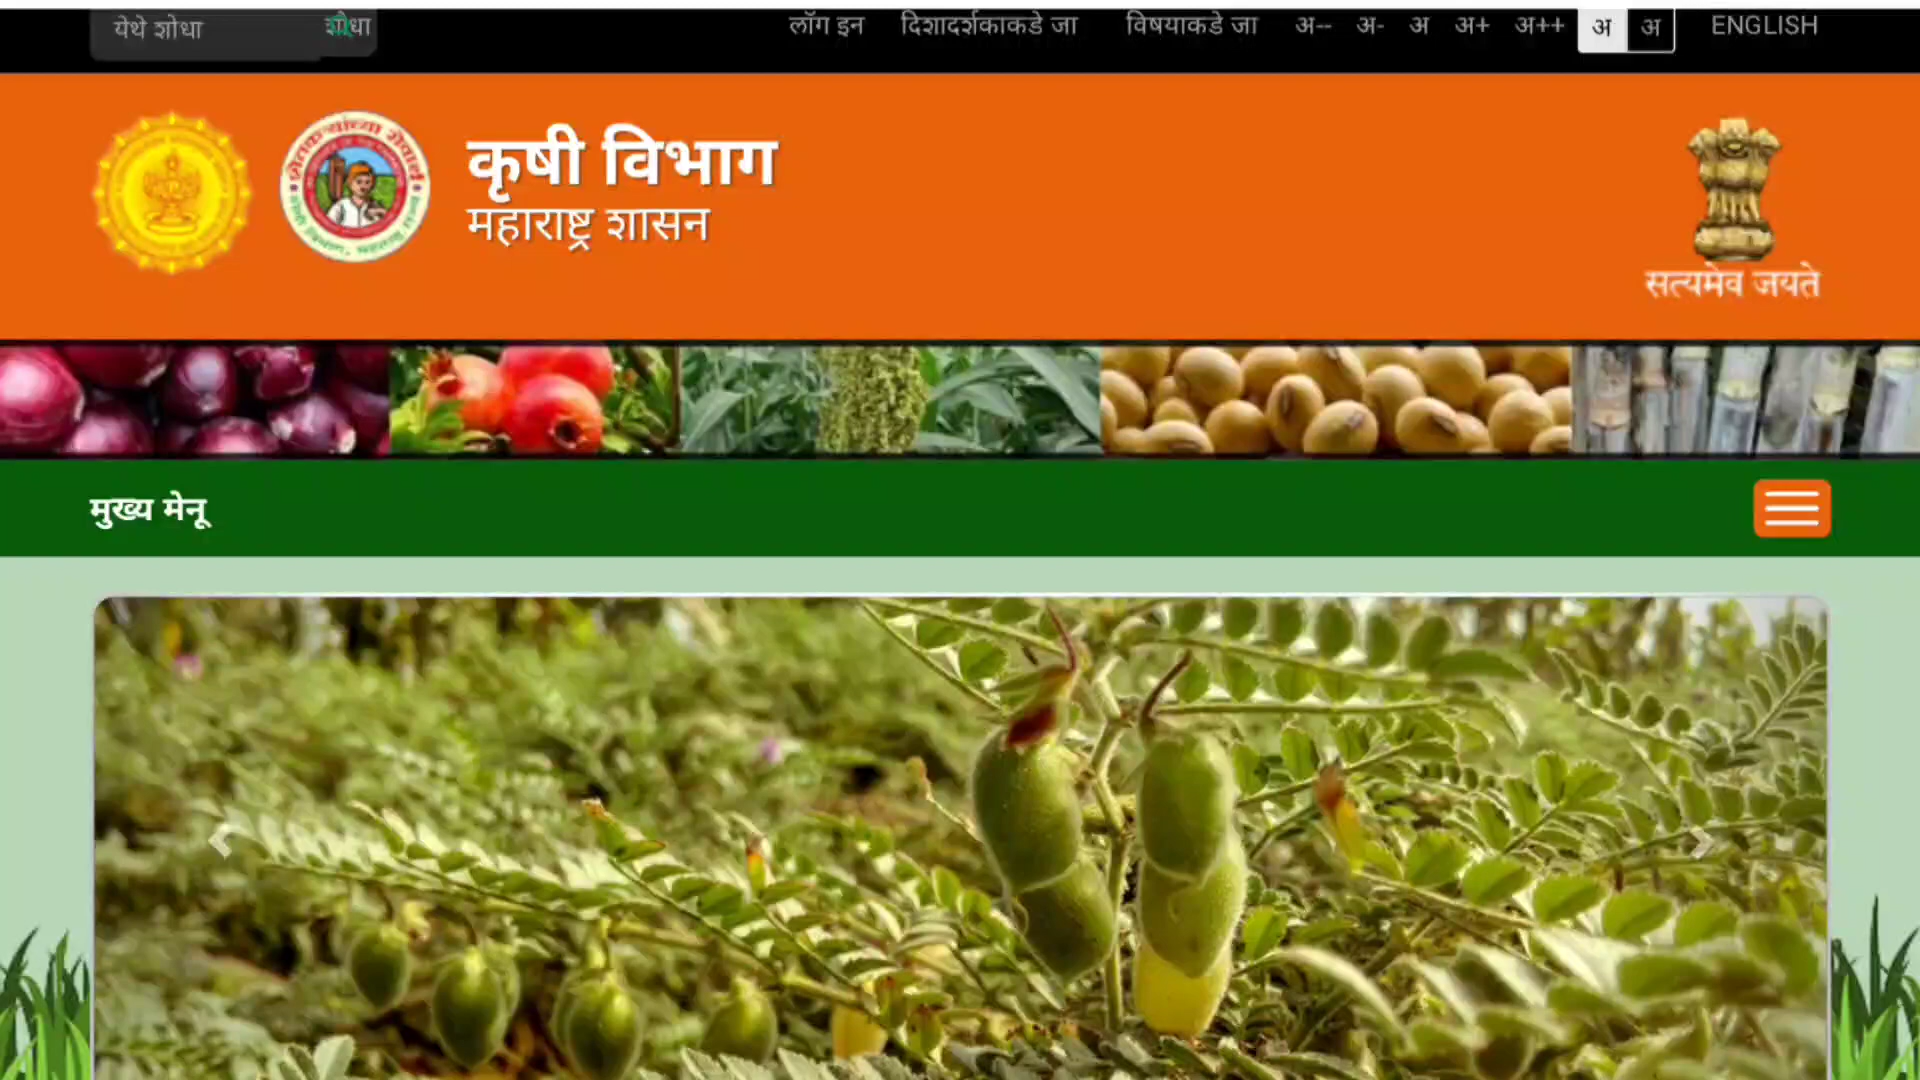 येथे शोधा शोधा लॉग इन दिशादर्शकाकडे जा विषयाकडे जा अ-- अ- अ अ+ अ++ अ अ ENGLISH
कृषी विभाग
महाराष्ट्र शासन
सत्यमेव जयते
मुख्य मेनू